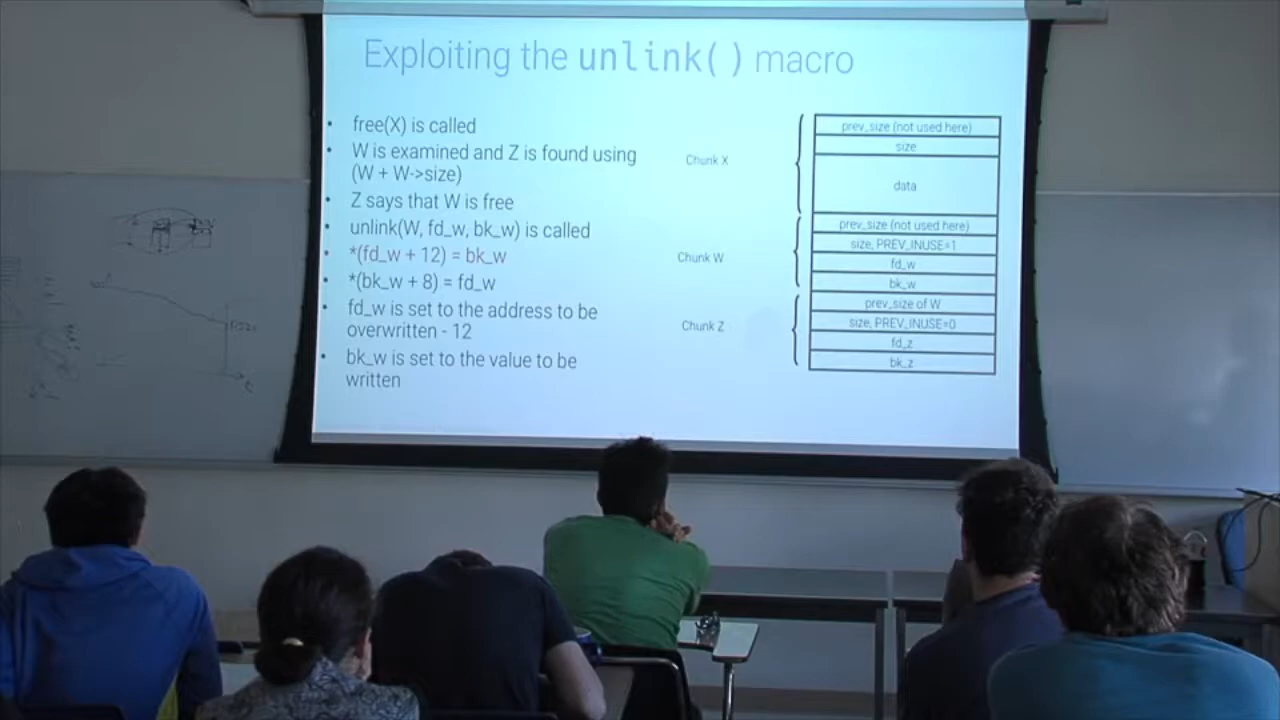 Exploiting the unlink() macro
• free(X) is called
• W is examined and Z is found using
(W + W->size)
• Z says that W is free
• unlink(W, fd_w, bk_w) is called
• *(fd_w + 12) = bk_w
• *(bk_w + 8) = fd_w
• fd_w is set to the address to be
overwritten - 12
• bk_w is set to the value to be
written
Chunk X
prev_size (not used here)
size
data
Chunk W
prev_size (not used here)
size, PREV_INUSE=1
fd_w
bk_w
Chunk Z
prev_size of W
size, PREV_INUSE=0
fd_z
bk_z